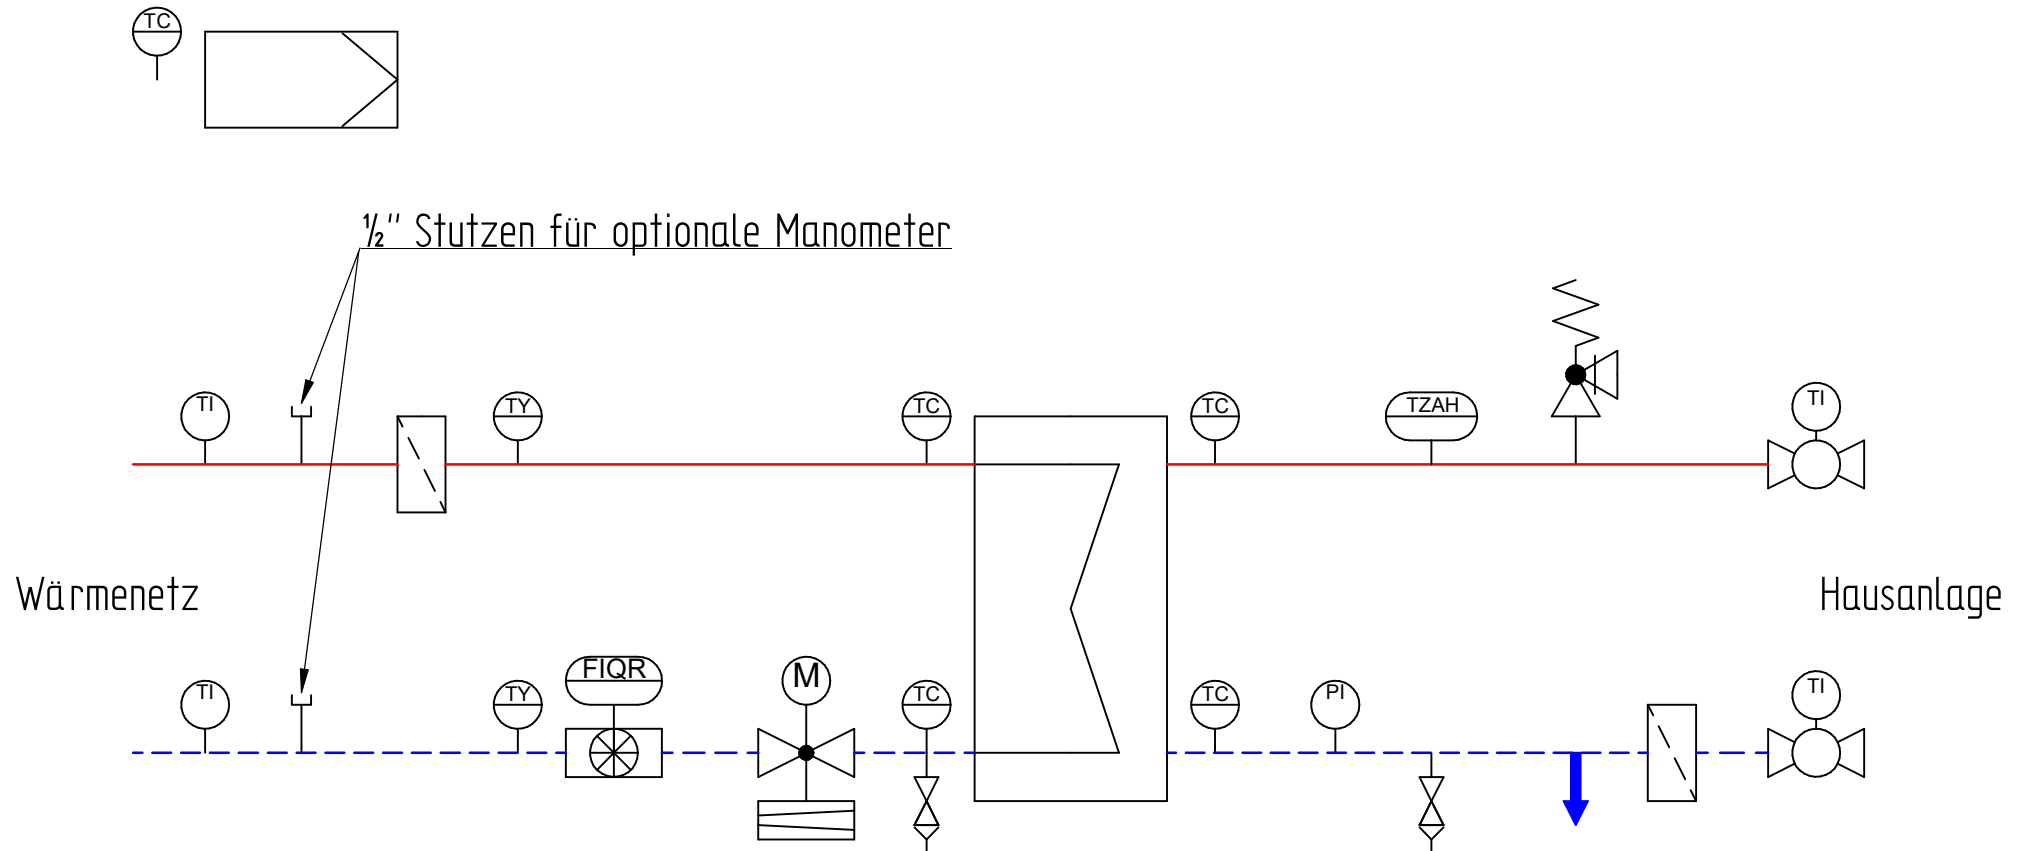 TC
½" Stutzen für optionale Manometer
TI
TY
TC
TC
TZAH
TI
Wärmenetz
Hausanlage
TI
TY
FIQR
M
TC
TC
PI
TI